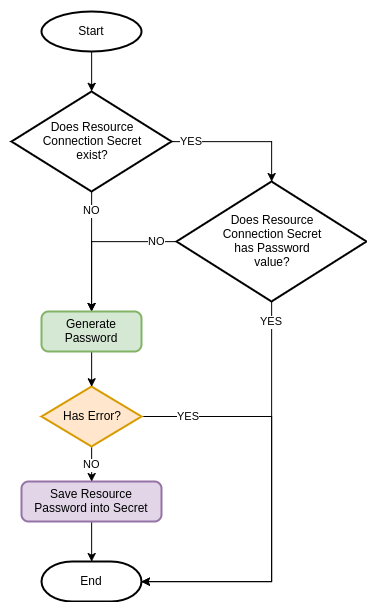 Start
Does Resource
Connection Secret
exist?
YES
NO
Does Resource
Connection Secret
has Password
value?
NO
YES
Generate
Password
Has Error?
YES
NO
Save Resource
Password into Secret
End